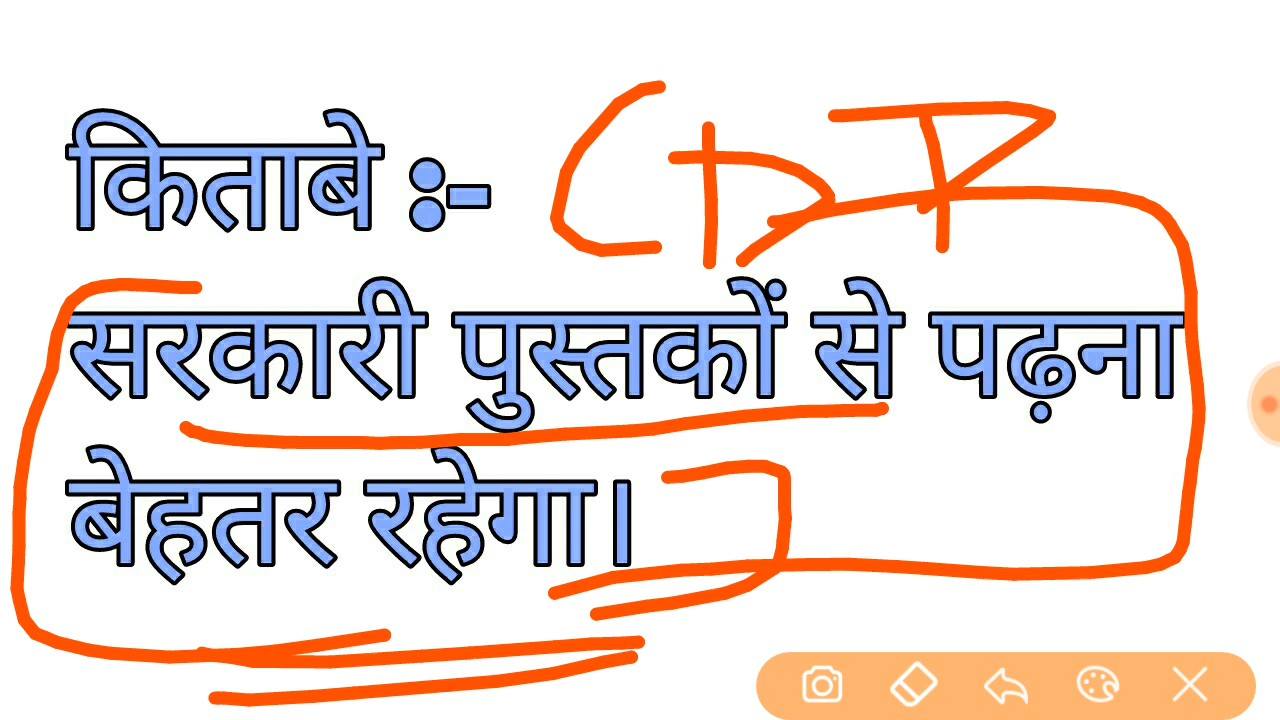 किताबे :-
सरकारी पुस्तकों से पढ़ना
बेहतर रहेगा।